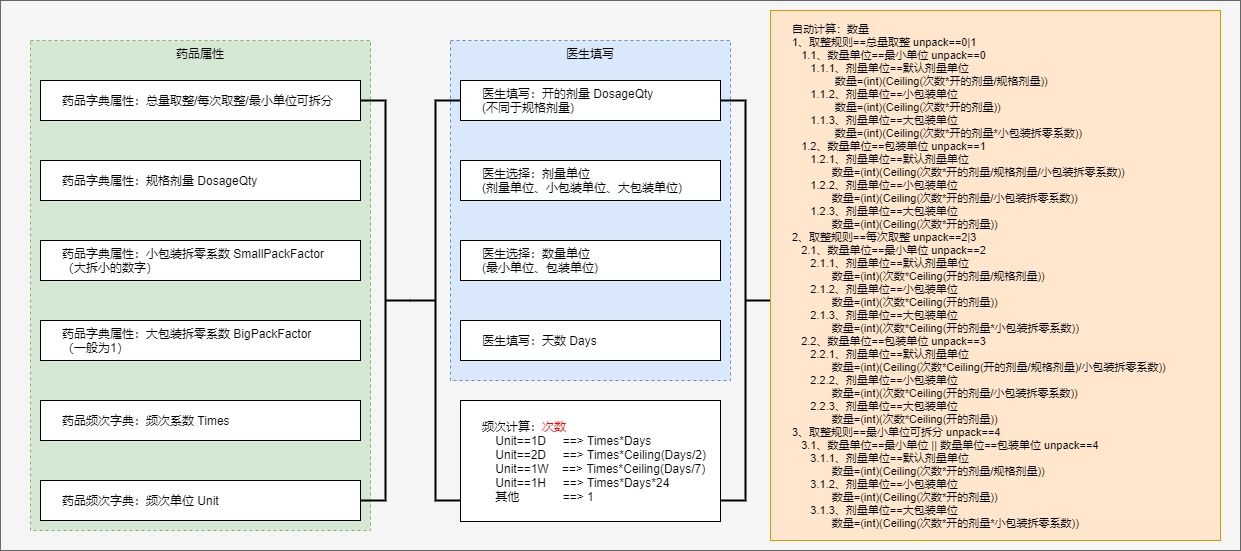 药品属性
药品字典属性：总量取整/每次取整/最小单位可拆分
药品字典属性：规格剂量 DosageQty
药品字典属性：小包装拆零系数 SmallPackFactor
（大拆小的数字）
药品字典属性：大包装拆零系数 BigPackFactor
（一般为1）
药品频次字典：频次系数 Times
药品频次字典：频次单位 Unit
医生填写
医生填写：开的剂量 DosageQty
(不同于规格剂量)
医生选择：剂量单位
(剂量单位、小包装单位、大包装单位)
医生选择：数量单位
(最小单位、包装单位)
医生填写：天数 Days
频次计算：次数
Unit==1D ==> Times*Days
Unit==2D ==> Times*Ceiling(Days/2)
Unit==1W ==> Times*Ceiling(Days/7)
Unit==1H ==> Times*Days*24
其他 ==> 1
自动计算：数量
1、取整规则==总量取整 unpack==0|1
1.1、数量单位==最小单位 unpack==0
1.1.1、剂量单位==默认剂量单位
数量=(int)(Ceiling(次数*开的剂量/规格剂量))
1.1.2、剂量单位==小包装单位
数量=(int)(Ceiling(次数*开的剂量))
1.1.3、剂量单位==大包装单位
数量=(int)(Ceiling(次数*开的剂量*小包装拆零系数))
1.2、数量单位==包装单位 unpack==1
1.2.1、剂量单位==默认剂量单位
数量=(int)(Ceiling(次数*开的剂量/规格剂量/小包装拆零系数))
1.2.2、剂量单位==小包装单位
数量=(int)(Ceiling(次数*开的剂量/小包装拆零系数))
1.2.3、剂量单位==大包装单位
数量=(int)(Ceiling(次数*开的剂量))
2、取整规则==每次取整 unpack==2|3
2.1、数量单位==最小单位 unpack==2
2.1.1、剂量单位==默认剂量单位
数量=(int)(次数*Ceiling(开的剂量/规格剂量))
2.1.2、剂量单位==小包装单位
数量=(int)(次数*Ceiling(开的剂量))
2.1.3、剂量单位==大包装单位
数量=(int)(次数*Ceiling(开的剂量*小包装拆零系数))
2.2、数量单位==包装单位 unpack==3
2.2.1、剂量单位==默认剂量单位
数量=(int)(Ceiling(次数*Ceiling(开的剂量/规格剂量)/小包装拆零系数))
2.2.2、剂量单位==小包装单位
数量=(int)(次数*Ceiling(开的剂量/小包装拆零系数))
2.2.3、剂量单位==大包装单位
数量=(int)(次数*Ceiling(开的剂量))
3、取整规则==最小单位可拆分 unpack==4
3.1、数量单位==最小单位 || 数量单位==包装单位 unpack==4
3.1.1、剂量单位==默认剂量单位
数量=(int)(Ceiling(次数*开的剂量/规格剂量))
3.1.2、剂量单位==小包装单位
数量=(int)(Ceiling(次数*开的剂量))
3.1.3、剂量单位==大包装单位
数量=(int)(Ceiling(次数*开的剂量*小包装拆零系数))